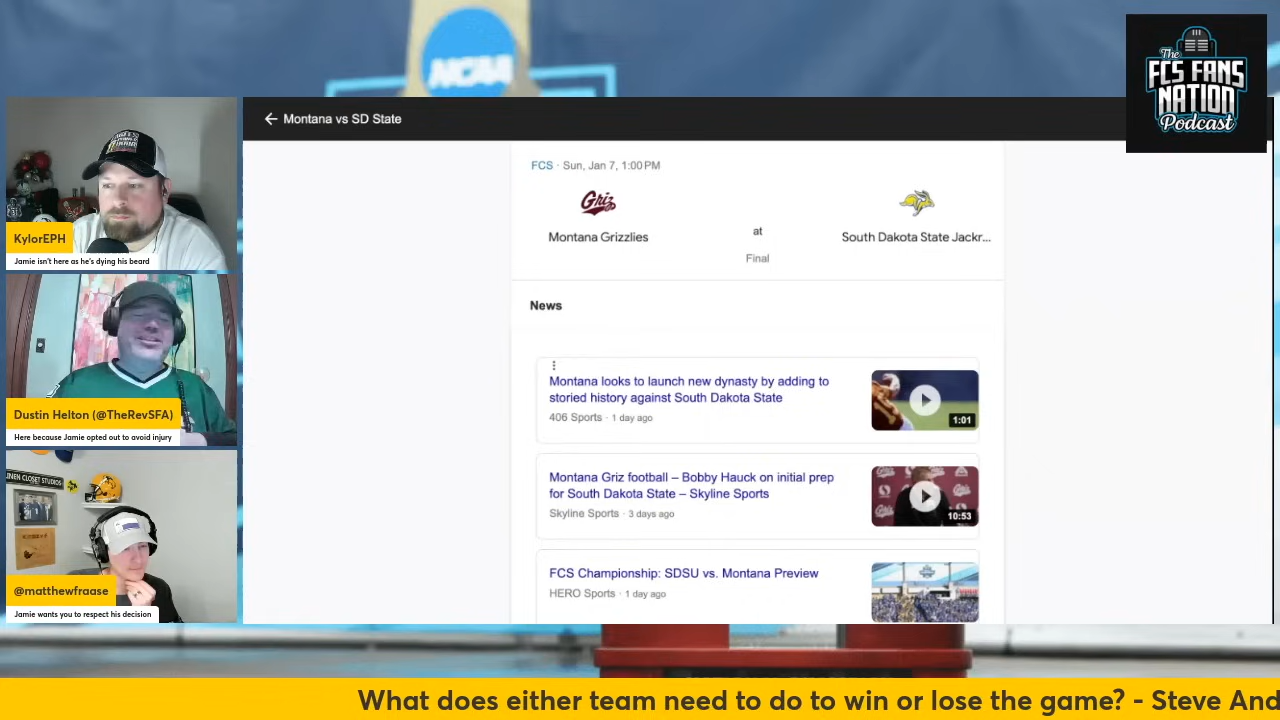 NCAA
The
FCS FANS
NATION
Podcast
Montana vs SD State
FCS · Sun, Jan 7, 1:00 PM
Griz
Montana Grizzlies
at
Final
South Dakota State Jackr...
News
Montana looks to launch new dynasty by adding to
storied history against South Dakota State
406 Sports · 1 day ago
1:01
Montana Griz football – Bobby Hauck on initial prep
for South Dakota State – Skyline Sports
Skyline Sports · 3 days ago
10:53
FCS Championship: SDSU vs. Montana Preview
HERO Sports · 1 day ago
KylorEPH
Jamie isn't here as he's dying his beard
Dustin Helton (@TheRevSFA)
Here because Jamie opted out to avoid injury
LINEN CLOSET STUDIOS
@matthewfraase
Jamie wants you to respect his decision
What does either team need to do to win or lose the game? - Steve And